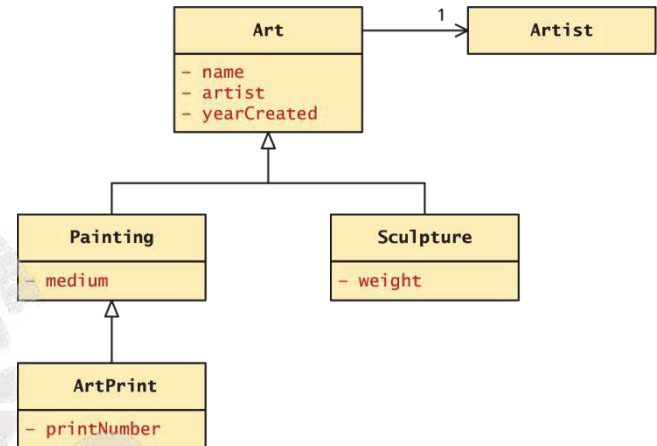 Art
1
Artist
- name
- artist
- yearCreated
Painting
- medium
Sculpture
- weight
ArtPrint
- printNumber